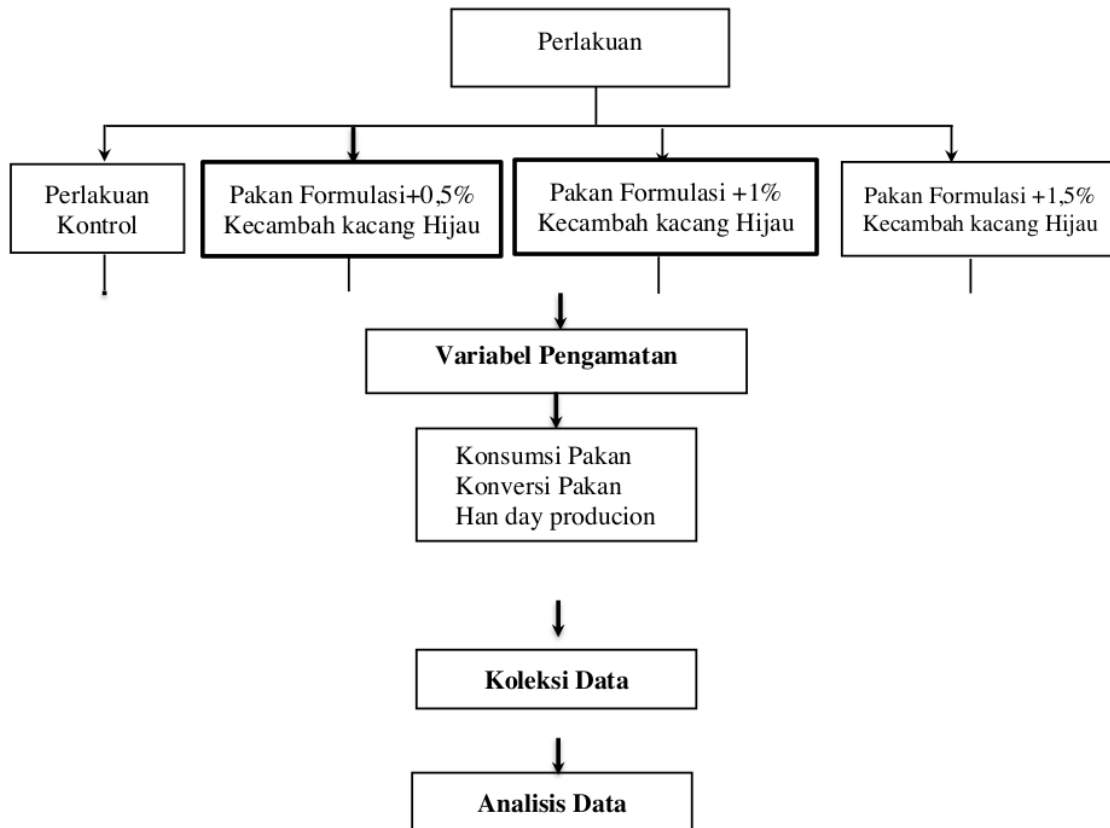 Perlakuan
Perlakuan
Kontrol
Pakan Formulasi+0,5%
Kecambah kacang Hijau
Pakan Formulasi +1%
Kecambah kacang Hijau
Pakan Formulasi +1,5%
Kecambah kacang Hijau
Variabel Pengamatan
Konsumsi Pakan
Konversi Pakan
Han day producion
Koleksi Data
Analisis Data